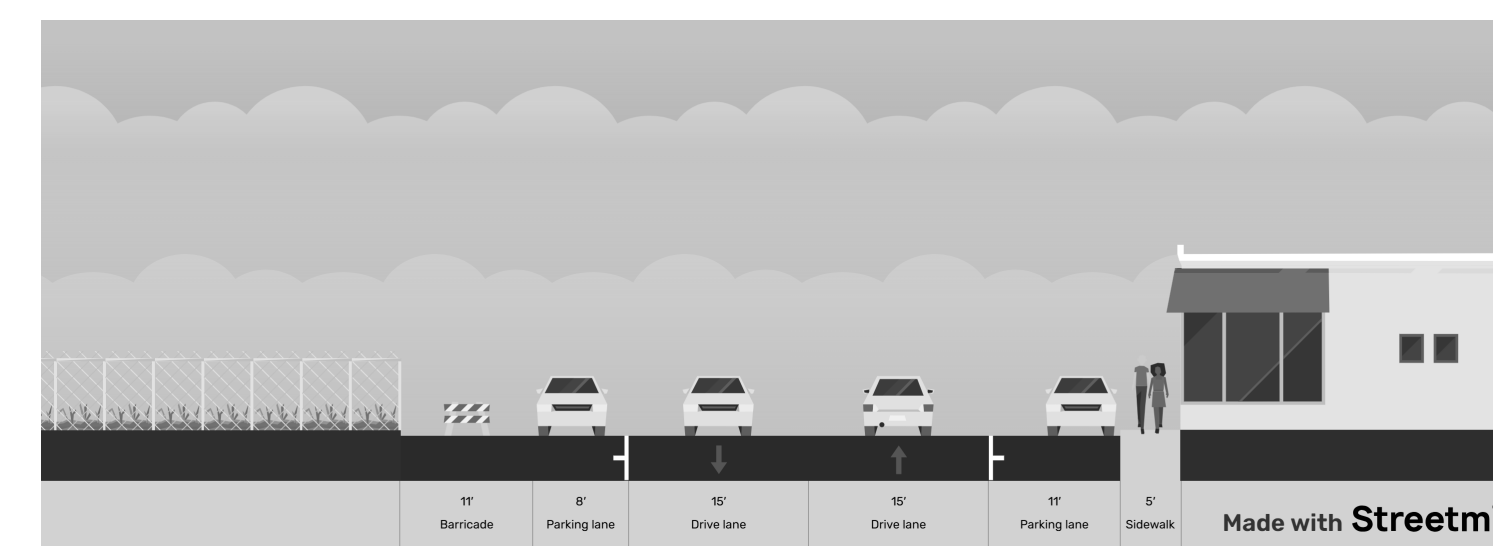 11′ 8′ 15′ 15′ 11′ 5′
Barricade Parking lane Drive lane Drive lane Parking lane Sidewalk
Made with